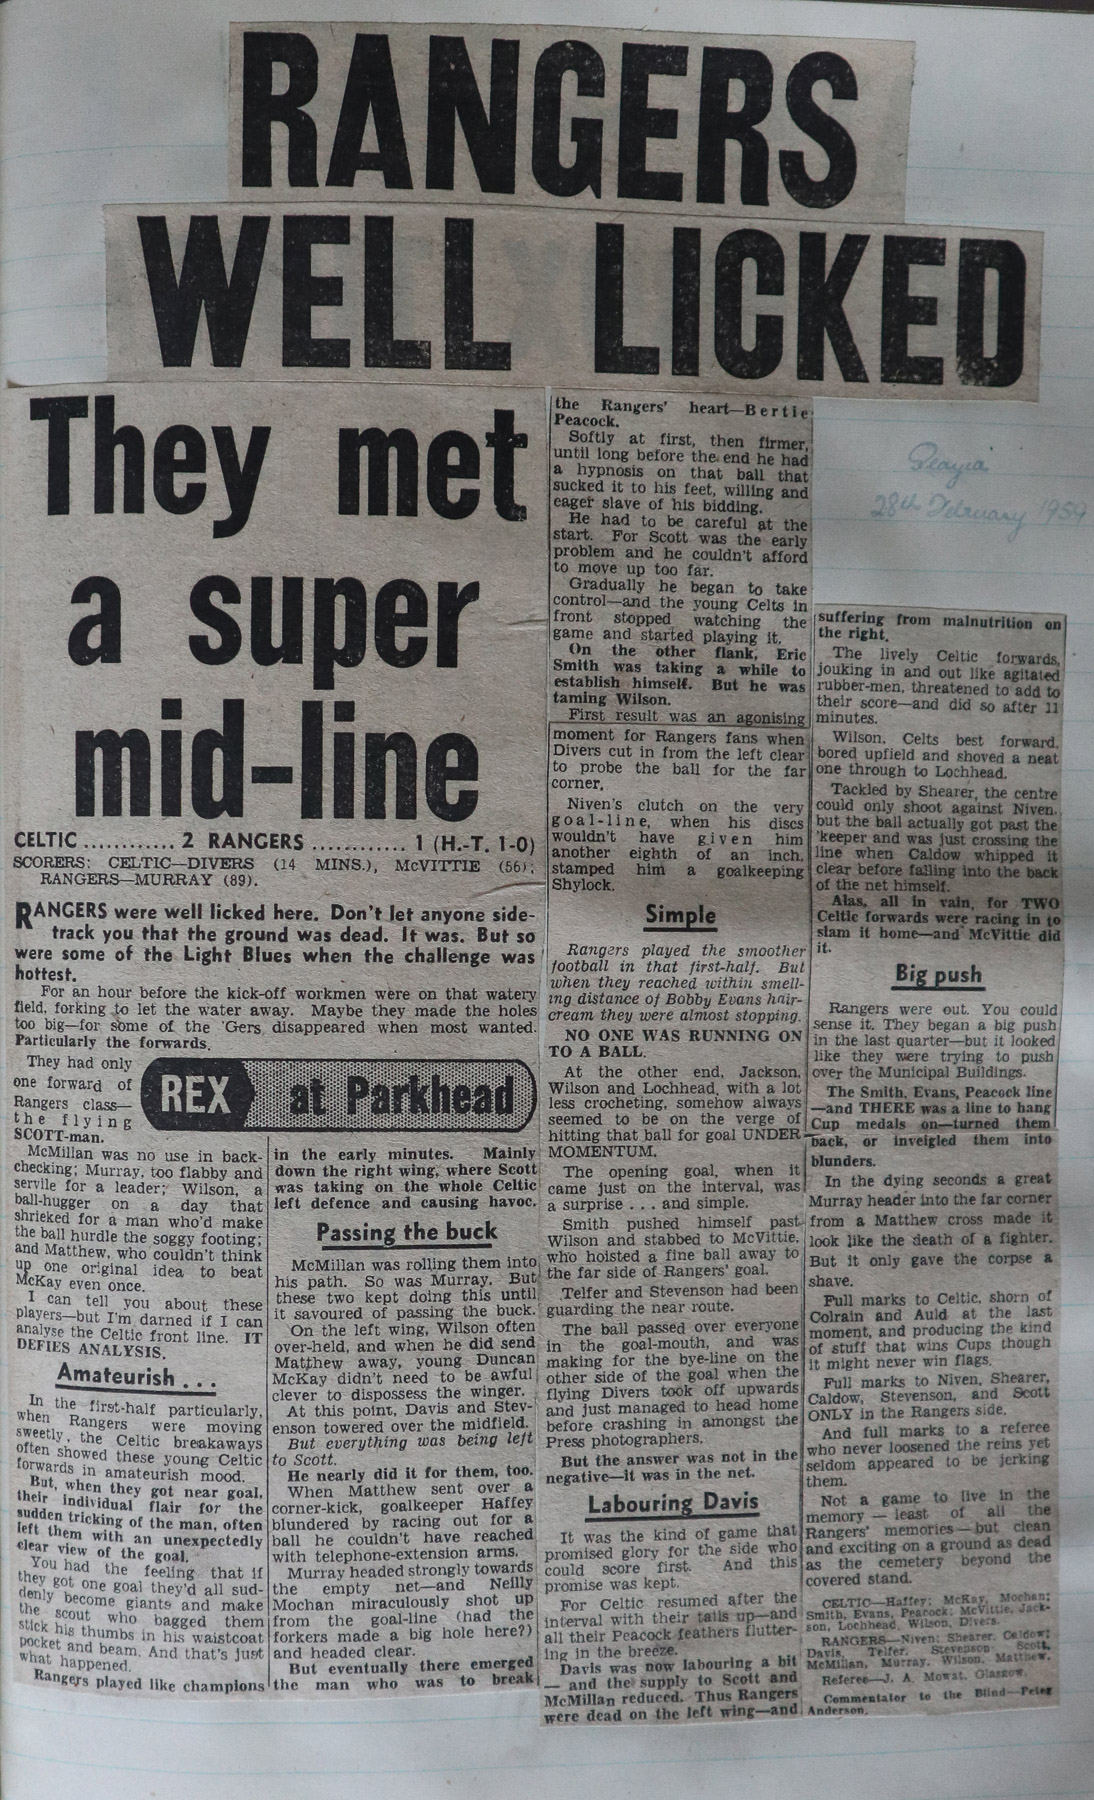 RANGERS
WELL LICKED
They met
a super
mid-line
CELTIC ............ 2 RANGERS ............ 1 (H.-T. 1-0)
SCORERS: CELTIC—DIVERS (14 MINS.), McVITTIE (56);
RANGERS—MURRAY (89).
RANGERS were well licked here. Don't let anyone side-
track you that the ground was dead. It was. But so
were some of the Light Blues when the challenge was
hottest.
For an hour before the kick-off workmen were on that watery
field, forking to let the water away. Maybe they made the holes
too big—for some of the 'Gers disappeared when most wanted.
Particularly the forwards.
REX at Parkhead
They had only
one forward of
Rangers class—
the flying
SCOTT-man.
McMillan was no use in back-
checking; Murray, too flabby and
servile for a leader; Wilson, a
ball-hugger on a day that
shrieked for a man who'd make
the ball hurdle the soggy footing;
and Matthew, who couldn't think
up one original idea to beat
McKay even once.
I can tell you about these
players—but I'm darned if I can
analyse the Celtic front line. IT
DEFIES ANALYSIS.
Amateurish . . .
In the first-half particularly,
when Rangers were moving
sweetly, the Celtic breakaways
often showed these young Celtic
forwards in amateurish mood.
But, when they got near goal,
their individual flair for the
sudden tricking of the man, often
left them with an unexpectedly
clear view of the goal.
You had the feeling that if
they got one goal they'd all sud-
denly become giants and make
the scout who bagged them
stick his thumbs in his waistcoat
pocket and beam. And that's just
what happened.
Rangers played like champions
in the early minutes. Mainly
down the right wing, where Scott
was taking on the whole Celtic
left defence and causing havoc.
Passing the buck
McMillan was rolling them into
his path. So was Murray. But
these two kept doing this until
it savoured of passing the buck.
On the left wing, Wilson often
over-held, and when he did send
Matthew away, young Duncan
McKay didn't need to be awful
clever to dispossess the winger.
At this point, Davis and Stev-
enson towered over the midfield.
But everything was being left
to Scott.
He nearly did it for them, too.
When Matthew sent over a
corner-kick, goalkeeper Haffey
blundered by racing out for a
ball he couldn't have reached
with telephone-extension arms.
Murray headed strongly towards
the empty net—and Neilly
Mochan miraculously shot up
from the goal-line (had the
forkers made a big hole here?)
and headed clear.
But eventually there emerged
the man who was to break
the Rangers' heart—Bertie
Peacock.
Softly at first, then firmer,
until long before the end he had
a hypnosis on that ball that
sucked it to his feet, willing and
eager slave of his bidding.
He had to be careful at the
start. For Scott was the early
problem and he couldn't afford
to move up too far.
Gradually he began to take
control—and the young Celts in
front stopped watching the
game and started playing it.
On the other flank, Eric
Smith was taking a while to
establish himself. But he was
taming Wilson.
First result was an agonising
moment for Rangers fans when
Divers cut in from the left clear
to probe the ball for the far
corner.
Niven's clutch on the very
goal-line, when his discs
wouldn't have given him
another eighth of an inch,
stamped him a goalkeeping
Shylock.
Simple
Rangers played the smoother
football in that first-half. But
when they reached within smell-
ing distance of Bobby Evans hair-
cream they were almost stopping.
NO ONE WAS RUNNING ON
TO A BALL.
At the other end, Jackson,
Wilson and Lochhead, with a lot
less crocheting, somehow always
seemed to be on the verge of
hitting that ball for goal UNDER
MOMENTUM.
The opening goal, when it
came just on the interval, was
a surprise . . . and simple.
Smith pushed himself past
Wilson and stabbed to McVittie,
who hoisted a fine ball away to
the far side of Rangers' goal.
Telfer and Stevenson had been
guarding the near route.
The ball passed over everyone
in the goal-mouth, and was
making for the bye-line on the
other side of the goal when the
flying Divers took off upwards
and just managed to head home
before crashing in amongst the
Press photographers.
But the answer was not in the
negative—it was in the net.
Labouring Davis
It was the kind of game that
promised glory for the side who
could score first. And this
promise was kept.
For Celtic resumed after the
interval with their tails up—and
all their Peacock feathers flutter-
ing in the breeze.
Davis was now labouring a bit
— and the supply to Scott and
McMillan reduced. Thus Rangers
were dead on the left wing—and
28th February 1959
suffering from malnutrition on
the right.
The lively Celtic forwards,
jouking in and out like agitated
rubber-men, threatened to add to
their score—and did so after 11
minutes.
Wilson, Celts best forward,
bored upfield and shoved a neat
one through to Lochhead.
Tackled by Shearer, the centre
could only shoot against Niven,
but the ball actually got past the
'keeper and was just crossing the
line when Caldow whipped it
clear before falling into the back
of the net himself.
Alas, all in vain, for TWO
Celtic forwards were racing in to
slam it home—and McVittie did
it.
Big push
Rangers were out. You could
sense it. They began a big push
in the last quarter—but it looked
like they were trying to push
over the Municipal Buildings.
The Smith, Evans, Peacock line
—and THERE was a line to hang
Cup medals on—turned them
back, or inveigled them into
blunders.
In the dying seconds a great
Murray header into the far corner
from a Matthew cross made it
look like the death of a fighter.
But it only gave the corpse a
shave.
Full marks to Celtic, shorn of
Colrain and Auld at the last
moment, and producing the kind
of stuff that wins Cups though
it might never win flags.
Full marks to Niven, Shearer,
Caldow, Stevenson, and Scott
ONLY in the Rangers side.
And full marks to a referee
who never loosened the reins yet
seldom appeared to be jerking
them.
Not a game to live in the
memory — least of all the
Rangers' memories—but clean
and exciting on a ground as dead
as the cemetery beyond the
covered stand.
CELTIC—Haffey; McKay, Mochan;
Smith, Evans, Peacock; McVittie, Jack-
son, Lochhead, Wilson, Divers.
RANGERS—Niven; Shearer, Caldow;
Davis, Telfer, Stevenson; Scott,
McMillan, Murray, Wilson, Matthew.
Referee—J. A. Mowat, Glasgow.
Commentator to the Blind—Peter
Anderson.